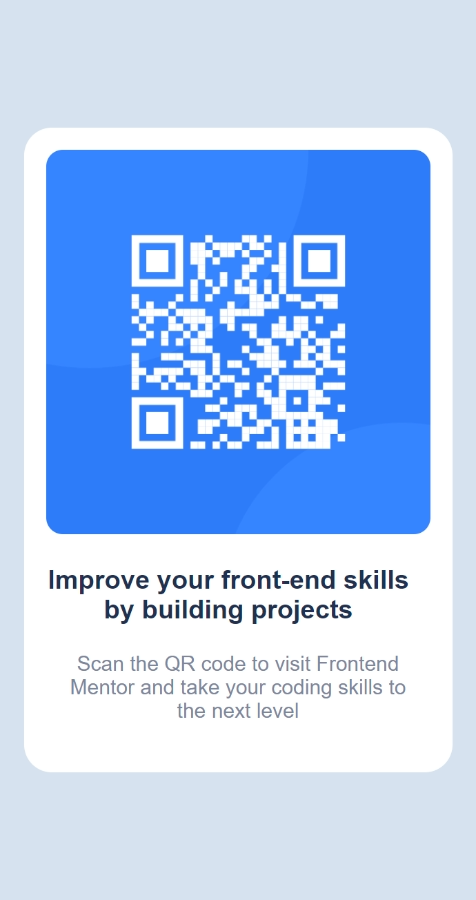 Improve your front-end skills
by building projects
Scan the QR code to visit Frontend
Mentor and take your coding skills to
the next level